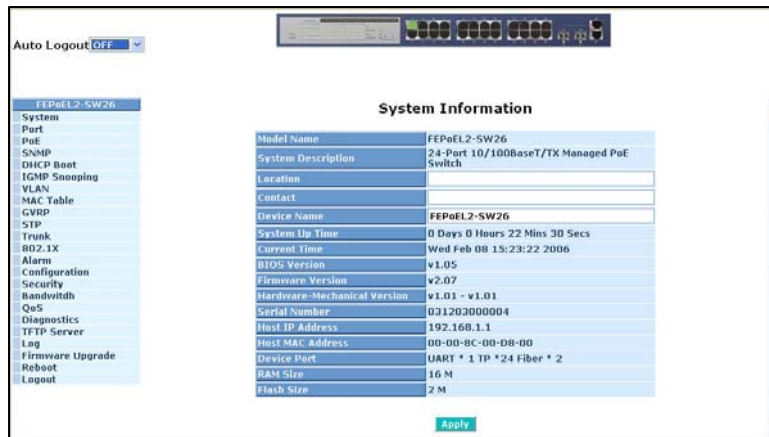 Auto Logout OFF
FEPoEL2-SW26
System
Port
PoE
SNMP
DHCP Boot
IGMP Snooping
VLAN
MAC Table
GVRP
STP
Trunk
802.1X
Alarm
Configuration
Security
Bandwitdh
QoS
Diagnostics
TFTP Server
Log
Firmware Upgrade
Reboot
Logout
System Information
Model Name FEPoEL2-SW26
System Description 24-Port 10/100BaseT/TX Managed PoE
Switch
Location
Contact
Device Name FEPoEL2-SW26
System Up Time 0 Days 0 Hours 22 Mins 30 Secs
Current Time Wed Feb 08 15:23:22 2006
BIOS Version v1.05
Firmware Version v2.07
Hardware-Mechanical Version v1.01 - v1.01
Serial Number 031203000004
Host IP Address 192.168.1.1
Host MAC Address 00-00-8C-00-D8-00
Device Port UART * 1 TP *24 Fiber * 2
RAM Size 16 M
Flash Size 2 M
Apply